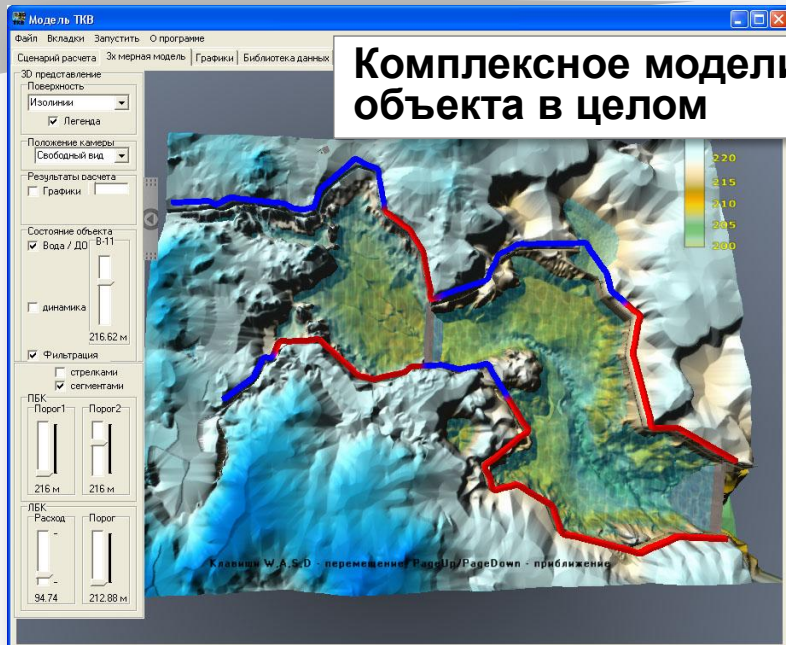 Модель ТКВ
Файл Вкладки Запустить О программе
Сценарий расчета 3х мерная модель Графики Библиотека данных
Комплексное модели
объекта в целом
3D представление
Поверхность
Изолинии
Легенда
Положение камеры
Свободный вид
Результаты расчета
Графики
Состояние объекта
Вода / ДО В-11
динамика
216.62 м
Фильтрация
стрелками
сегментами
ПБК
Порог1 Порог2
216 м 216 м
ЛБК
Расход Порог
94.74 212.88 м
220
215
210
205
200
Клавиши W,A,S,D - перемещение, PageUp/PageDown - приближение